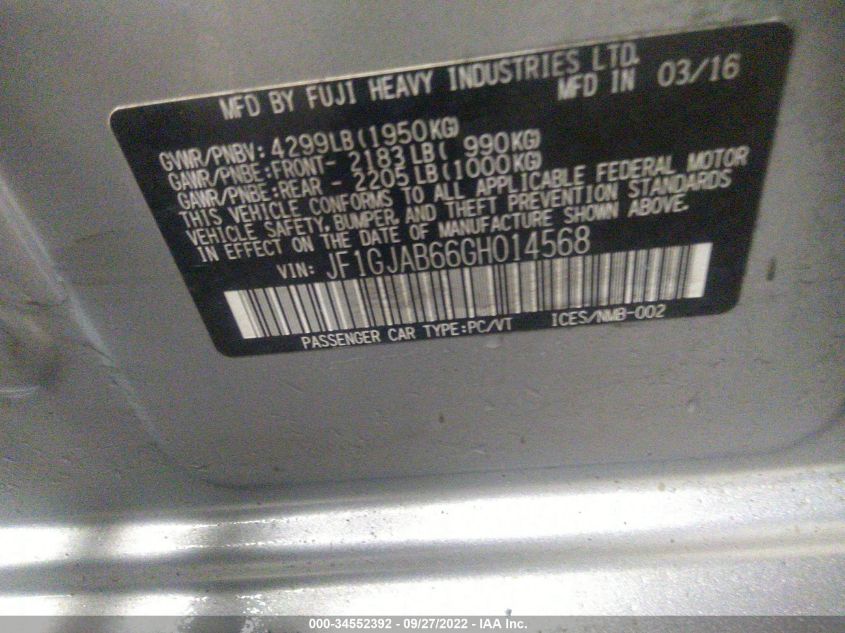 MFD BY FUJI HEAVY INDUSTRIES LTD.
MFD IN 03/16
GVWR/PNBV: 4299LB(1950KG)
GAWR/PNBE:FRONT- 2183LB( 990KG)
GAWR/PNBE:REAR - 2205LB(1000KG)
THIS VEHICLE CONFORMS TO ALL APPLICABLE FEDERAL MOTOR
VEHICLE SAFETY, BUMPER, AND THEFT PREVENTION STANDARDS
IN EFFECT ON THE DATE OF MANUFACTURE SHOWN ABOVE.
VIN: JF1GJAB66GH014568
PASSENGER CAR TYPE:PC/VT ICES/NMB-002
000-34552392 - 09/27/2022 - IAA Inc.